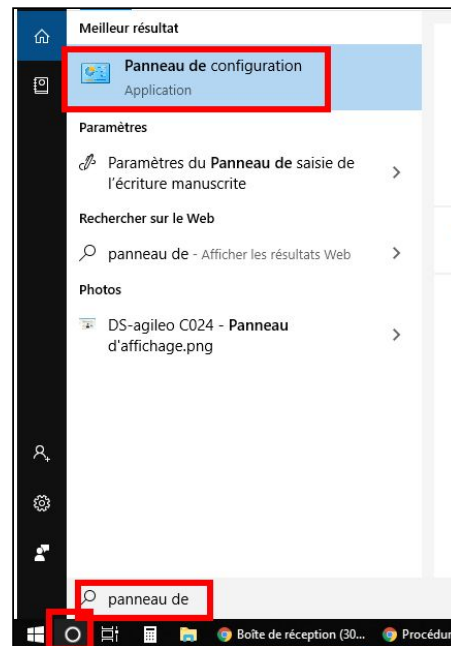 Meilleur résultat
Panneau de configuration
Application
Paramètres
Paramètres du Panneau de saisie de
l'écriture manuscrite
Rechercher sur le Web
panneau de - Afficher les résultats Web
Photos
DS-agileo C024 - Panneau
d'affichage.png
panneau de
Boîte de réception (30...
Procédur